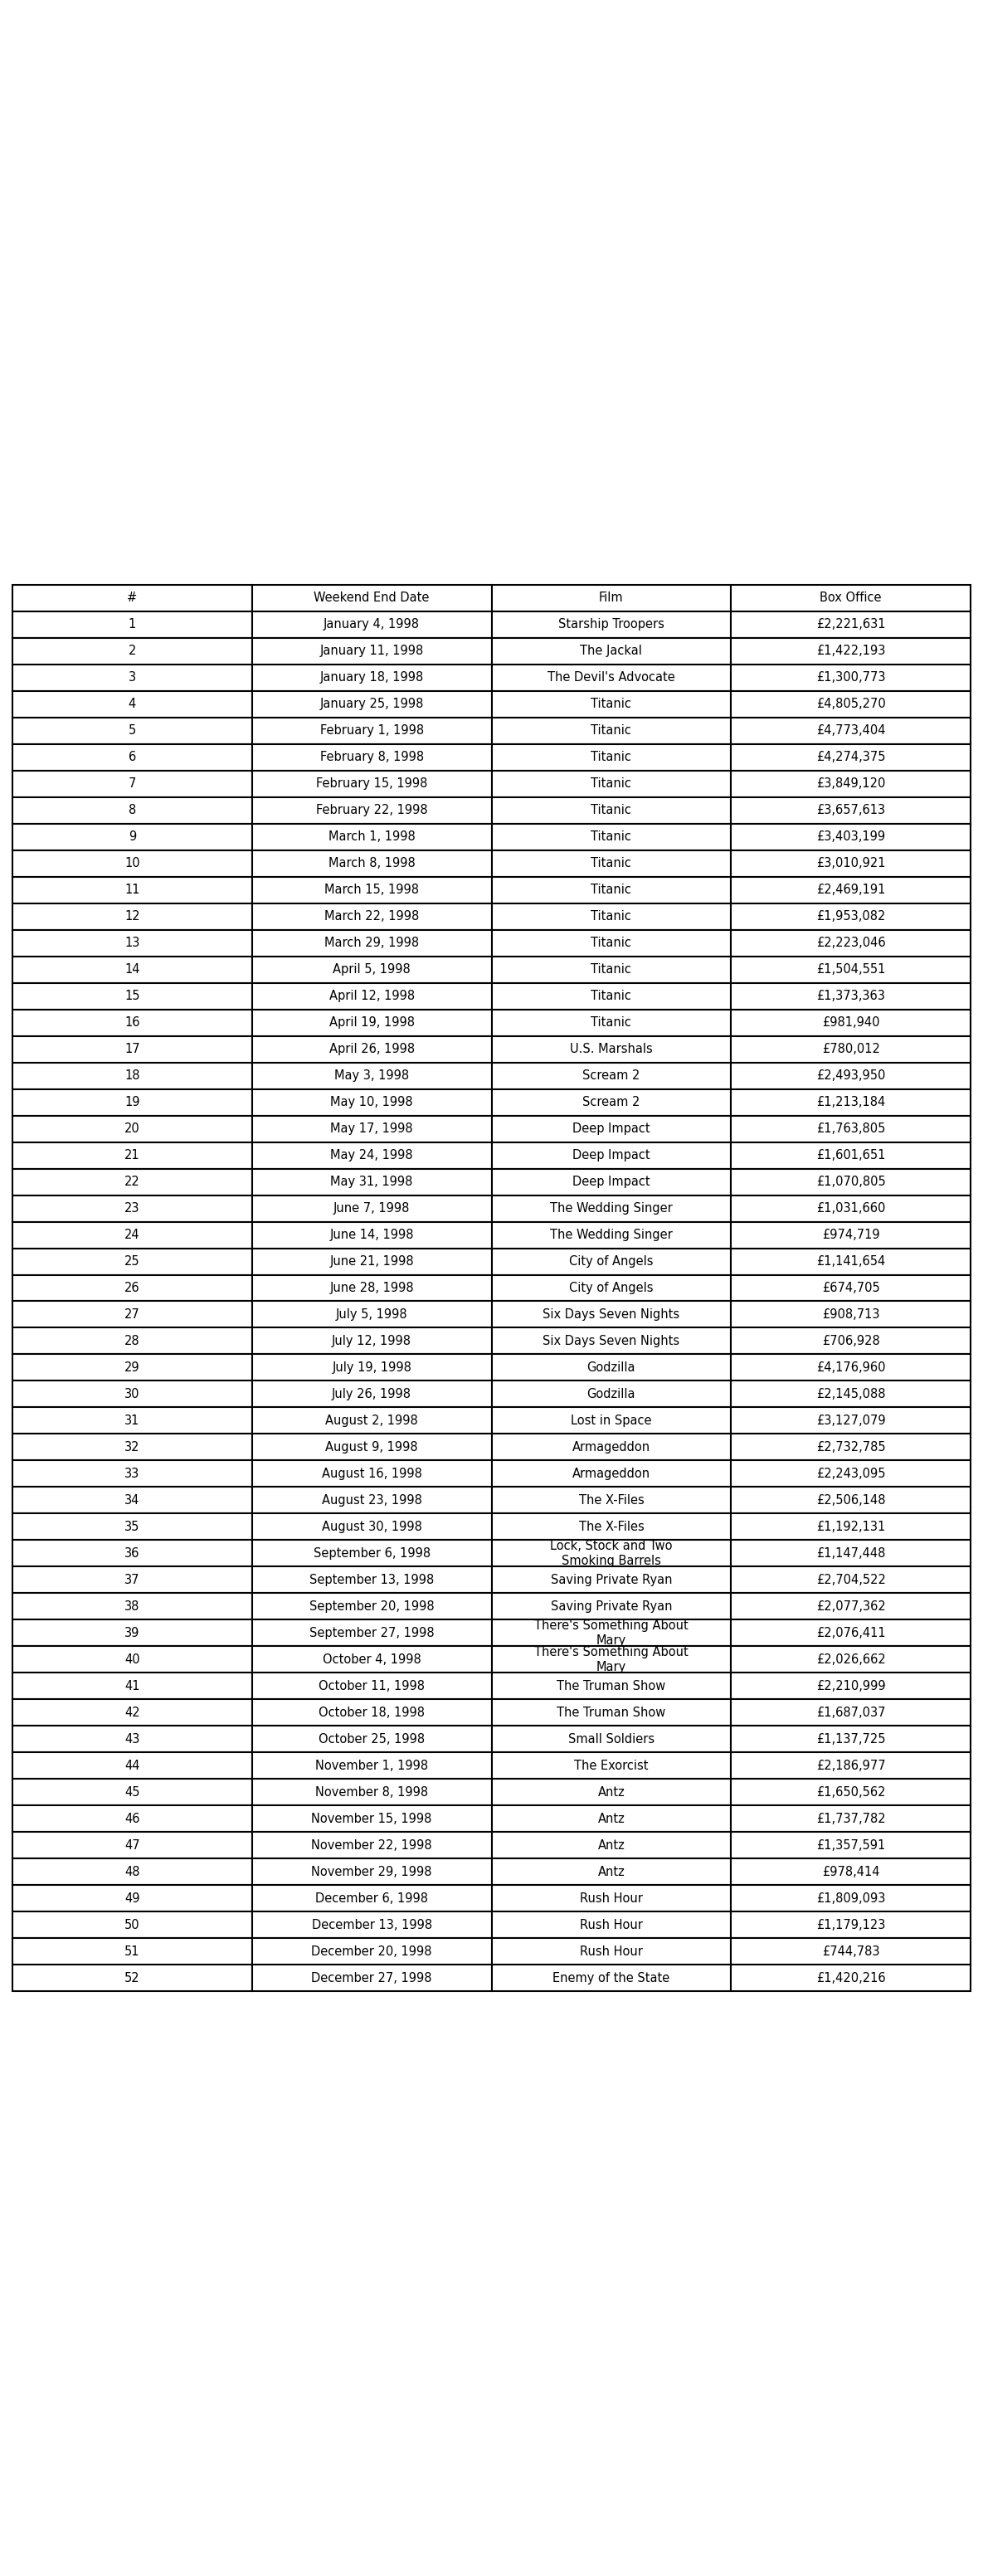 # Weekend End Date Film Box Office
1 January 4, 1998 Starship Troopers £2,221,631
2 January 11, 1998 The Jackal £1,422,193
3 January 18, 1998 The Devil's Advocate £1,300,773
4 January 25, 1998 Titanic £4,805,270
5 February 1, 1998 Titanic £4,773,404
6 February 8, 1998 Titanic £4,274,375
7 February 15, 1998 Titanic £3,849,120
8 February 22, 1998 Titanic £3,657,613
9 March 1, 1998 Titanic £3,403,199
10 March 8, 1998 Titanic £3,010,921
11 March 15, 1998 Titanic £2,469,191
12 March 22, 1998 Titanic £1,953,082
13 March 29, 1998 Titanic £2,223,046
14 April 5, 1998 Titanic £1,504,551
15 April 12, 1998 Titanic £1,373,363
16 April 19, 1998 Titanic £981,940
17 April 26, 1998 U.S. Marshals £780,012
18 May 3, 1998 Scream 2 £2,493,950
19 May 10, 1998 Scream 2 £1,213,184
20 May 17, 1998 Deep Impact £1,763,805
21 May 24, 1998 Deep Impact £1,601,651
22 May 31, 1998 Deep Impact £1,070,805
23 June 7, 1998 The Wedding Singer £1,031,660
24 June 14, 1998 The Wedding Singer £974,719
25 June 21, 1998 City of Angels £1,141,654
26 June 28, 1998 City of Angels £674,705
27 July 5, 1998 Six Days Seven Nights £908,713
28 July 12, 1998 Six Days Seven Nights £706,928
29 July 19, 1998 Godzilla £4,176,960
30 July 26, 1998 Godzilla £2,145,088
31 August 2, 1998 Lost in Space £3,127,079
32 August 9, 1998 Armageddon £2,732,785
33 August 16, 1998 Armageddon £2,243,095
34 August 23, 1998 The X-Files £2,506,148
35 August 30, 1998 The X-Files £1,192,131
36 September 6, 1998 Lock, Stock and Two
Smoking Barrels £1,147,448
37 September 13, 1998 Saving Private Ryan £2,704,522
38 September 20, 1998 Saving Private Ryan £2,077,362
39 September 27, 1998 There's Something About
Mary £2,076,411
40 October 4, 1998 There's Something About
Mary £2,026,662
41 October 11, 1998 The Truman Show £2,210,999
42 October 18, 1998 The Truman Show £1,687,037
43 October 25, 1998 Small Soldiers £1,137,725
44 November 1, 1998 The Exorcist £2,186,977
45 November 8, 1998 Antz £1,650,562
46 November 15, 1998 Antz £1,737,782
47 November 22, 1998 Antz £1,357,591
48 November 29, 1998 Antz £978,414
49 December 6, 1998 Rush Hour £1,809,093
50 December 13, 1998 Rush Hour £1,179,123
51 December 20, 1998 Rush Hour £744,783
52 December 27, 1998 Enemy of the State £1,420,216